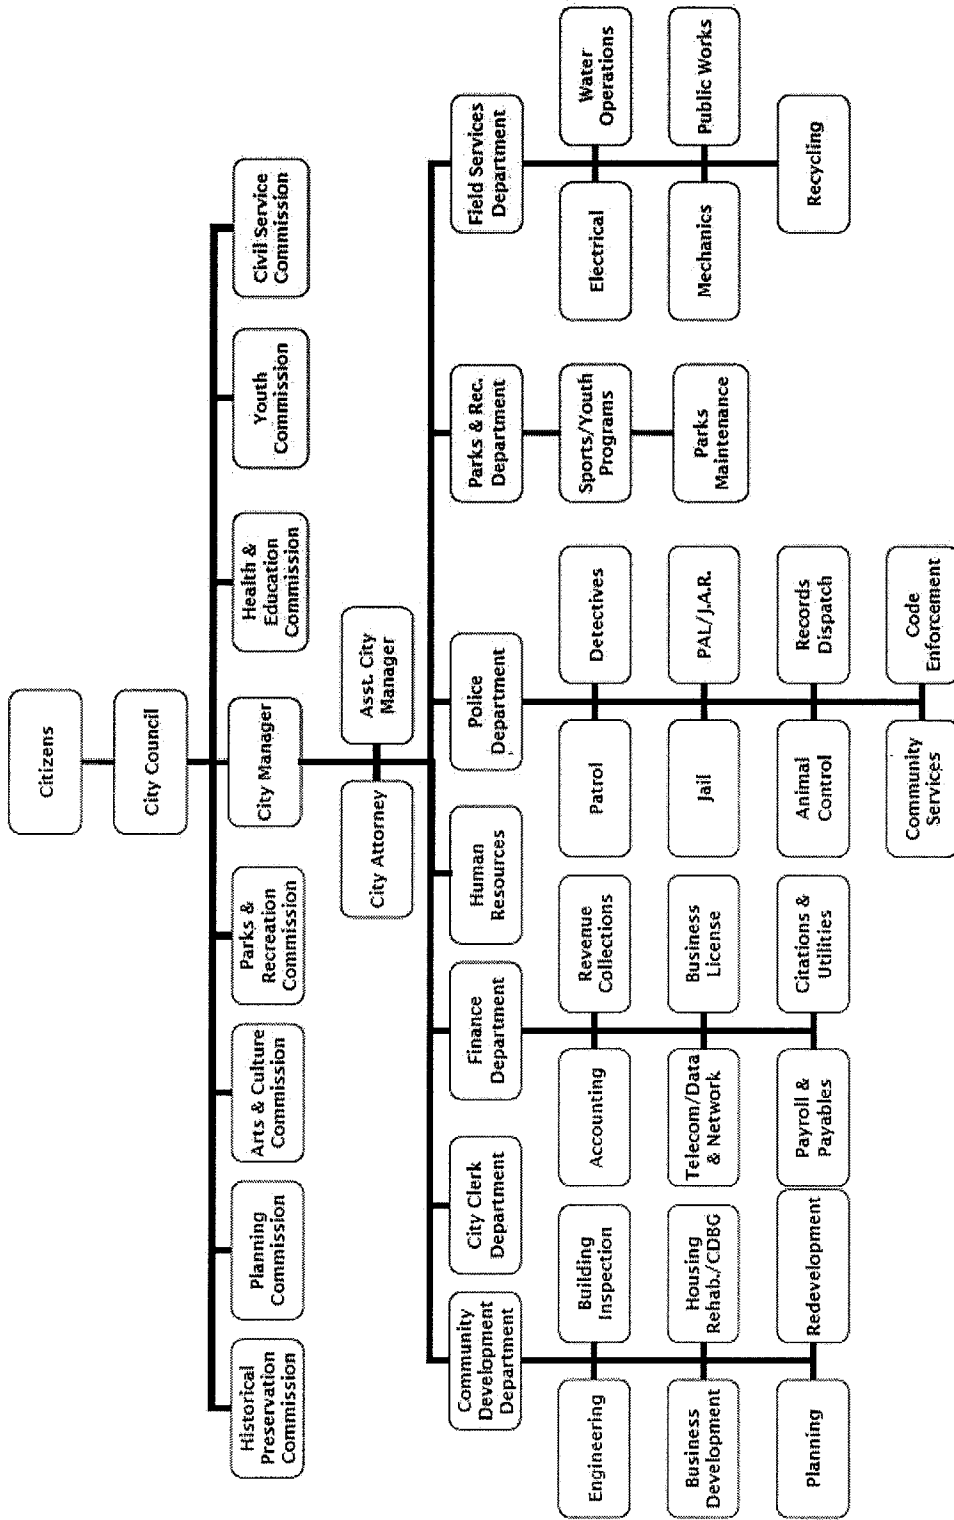 Citizens
City Council
Historical
Preservation
Commission
Planning
Commission
Arts & Culture
Commission
Parks &
Recreation
Commission
City Manager
Health &
Education
Commission
Youth
Commission
Civil Service
Commission
City Attorney
Asst. City
Manager
Community
Development
Department
City Clerk
Department
Finance
Department
Human
Resources
Police
Department
Parks & Rec.
Department
Field Services
Department
Engineering
Building
Inspection
Business
Development
Housing
Rehab./CDBG
Planning
Redevelopment
Accounting
Revenue
Collections
Telecom/Data
& Network
Business
License
Payroll &
Payables
Citations &
Utilities
Patrol
Detectives
Jail
PAL/J.A.R.
Animal
Control
Records
Dispatch
Community
Services
Code
Enforcement
Sports/Youth
Programs
Parks
Maintenance
Electrical
Water
Operations
Mechanics
Public Works
Recycling